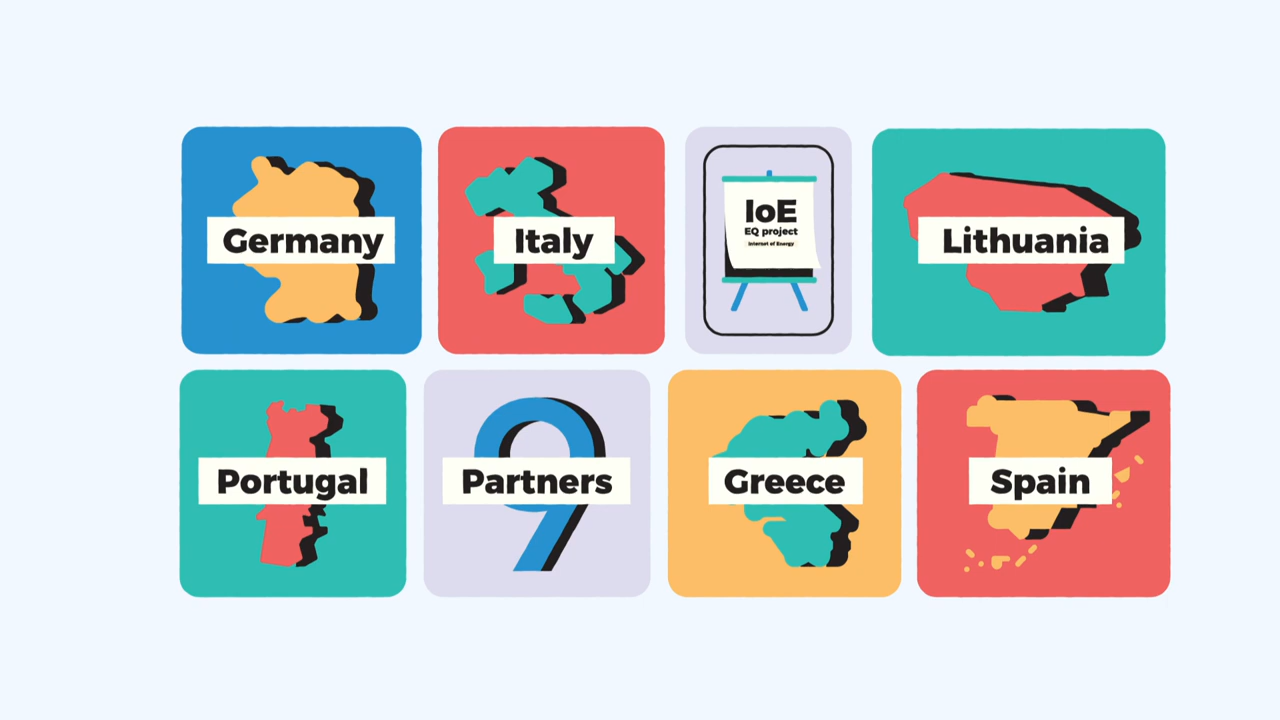 Germany
Italy
IoE
EQ project
Internet of Energy
Lithuania
Portugal
9
Partners
Greece
Spain